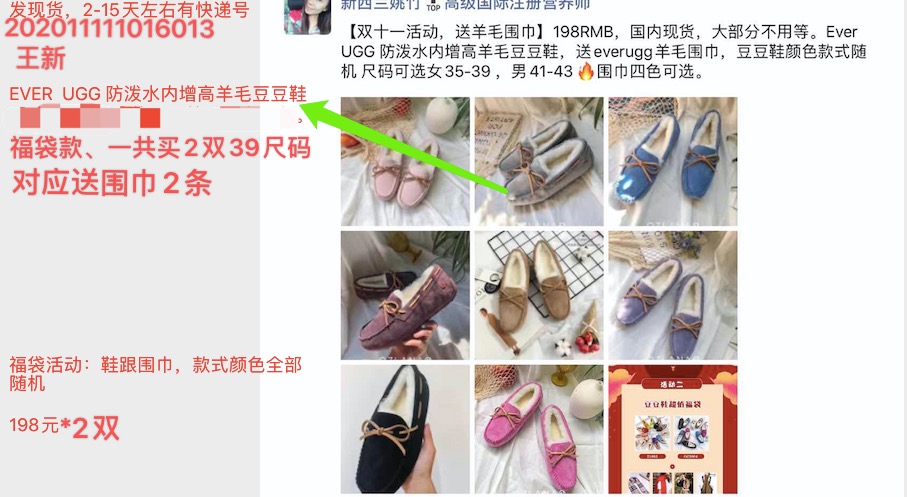 发现货，2-15天左右有快递号
202011111016013
王新
EVER UGG 防泼水内增高羊毛豆豆鞋
福袋款、一共买2双39尺码
对应送围巾2条
福袋活动：鞋跟围巾，款式颜色全部
随机
198元*2双
新西兰姚竹 TOP 高级国际注册营养师
【双十一活动，送羊毛围巾】198RMB，国内现货，大部分不用等。Ever
UGG 防泼水内增高羊毛豆豆鞋，送everugg羊毛围巾，豆豆鞋颜色款式随
机 尺码可选女35-39 ，男41-43🔥围巾四色可选。
活动二
豆豆鞋超值福袋